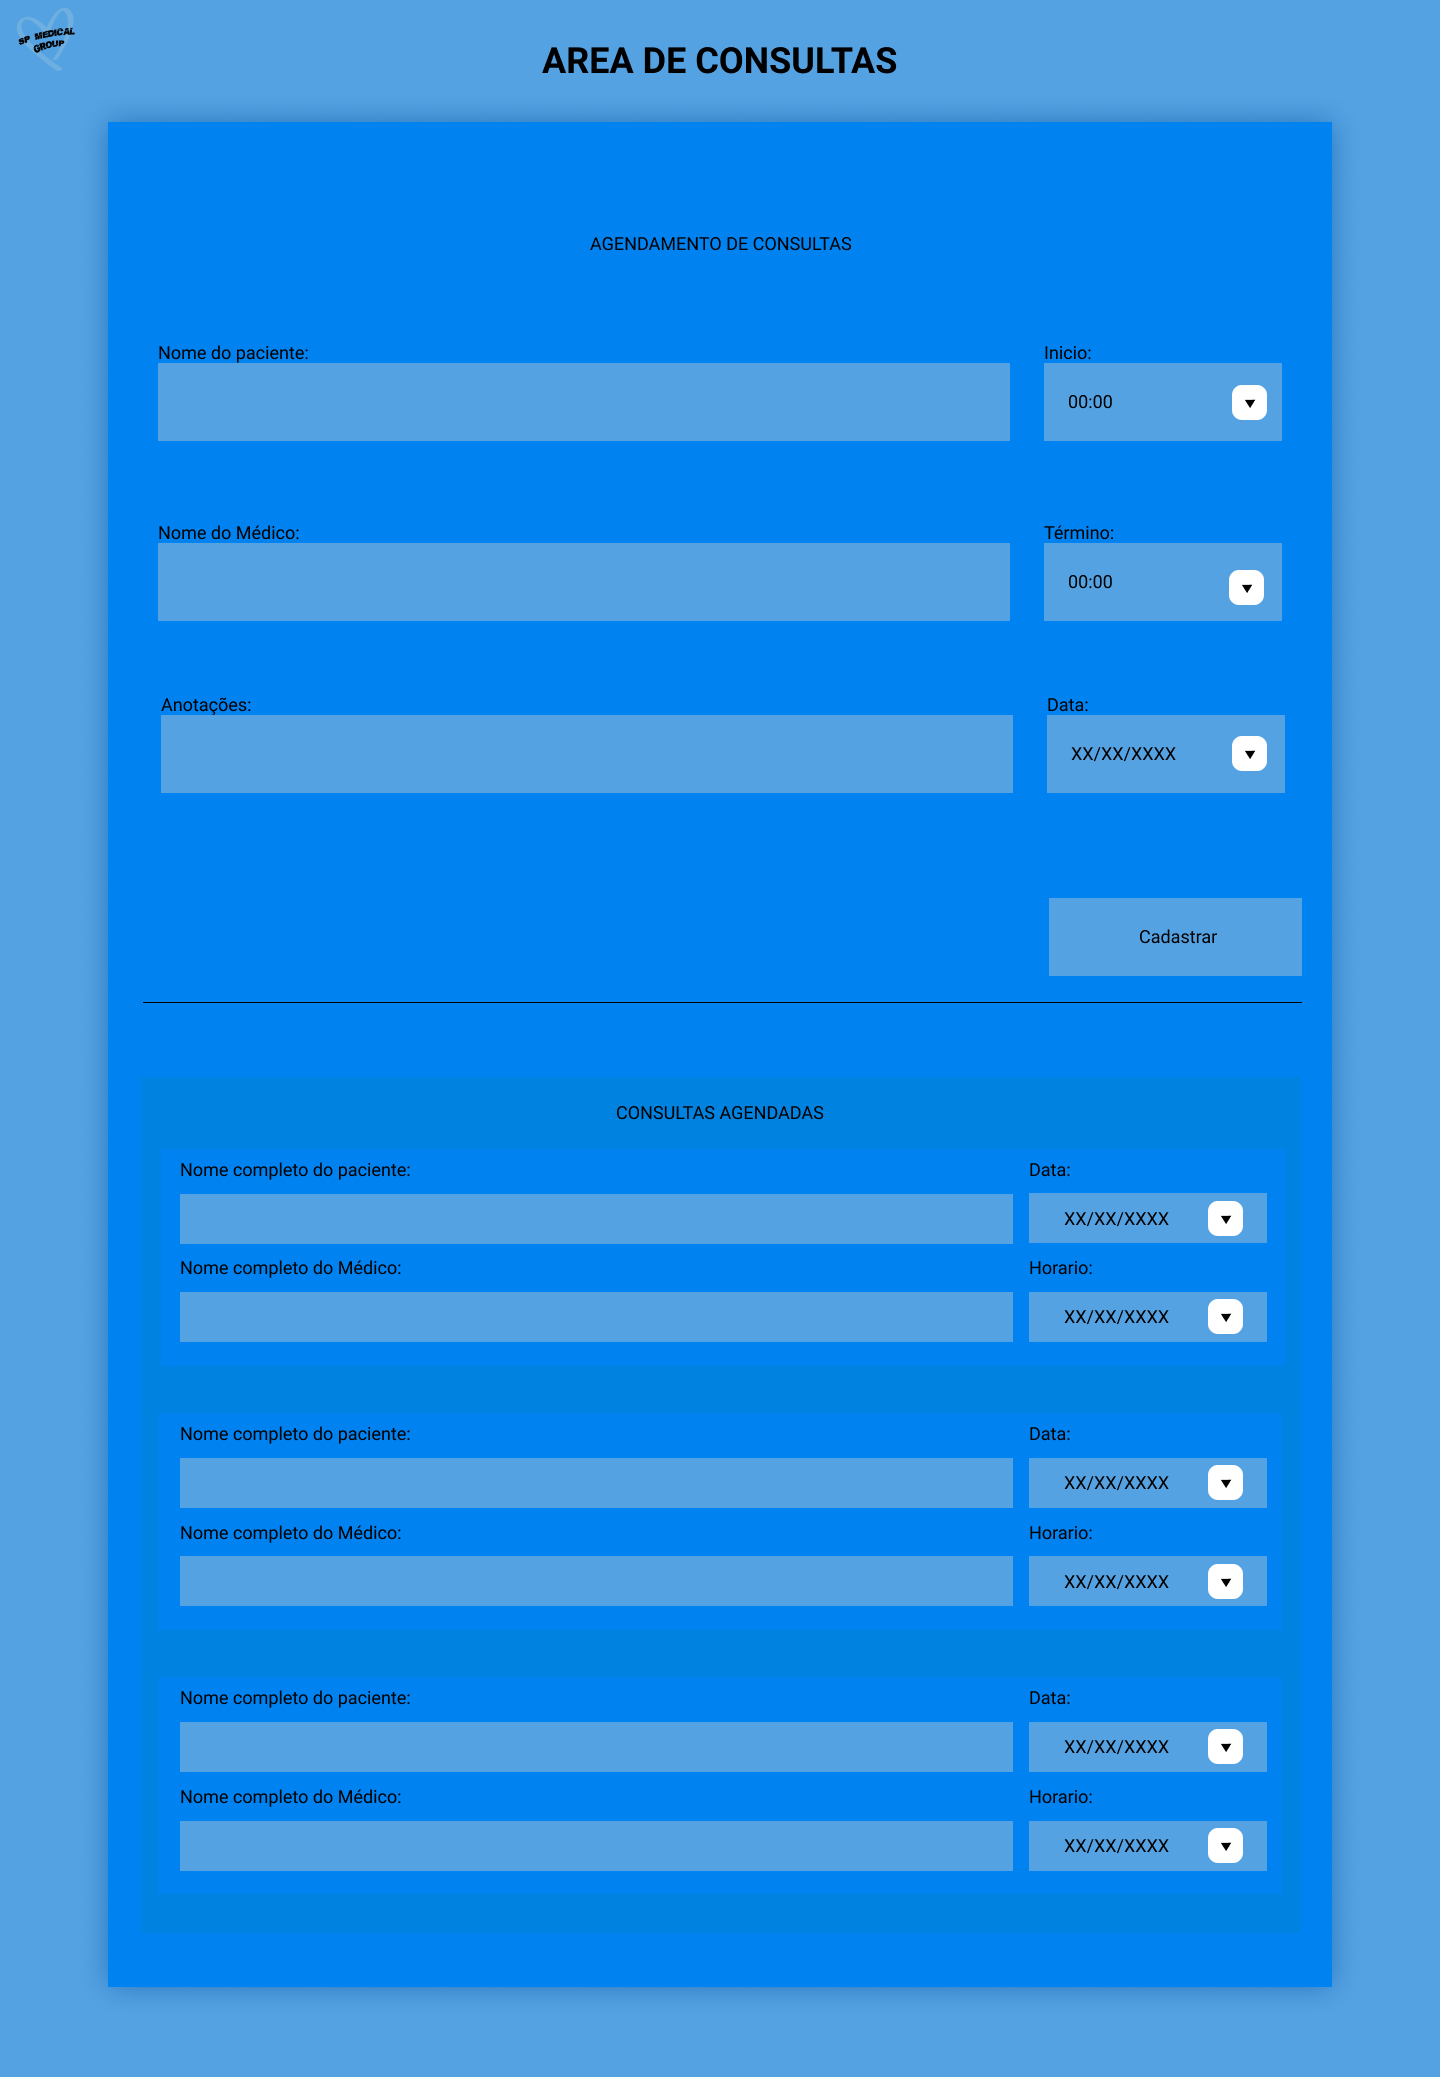 SP MEDICAL
GROUP
AREA DE CONSULTAS
AGENDAMENTO DE CONSULTAS
Nome do paciente:
Inicio:
00:00
Nome do Médico:
Término:
00:00
Anotações:
Data:
XX/XX/XXXX
Cadastrar
CONSULTAS AGENDADAS
Nome completo do paciente:
Data:
XX/XX/XXXX
Nome completo do Médico:
Horario:
XX/XX/XXXX
Nome completo do paciente:
Data:
XX/XX/XXXX
Nome completo do Médico:
Horario:
XX/XX/XXXX
Nome completo do paciente:
Data:
XX/XX/XXXX
Nome completo do Médico:
Horario:
XX/XX/XXXX